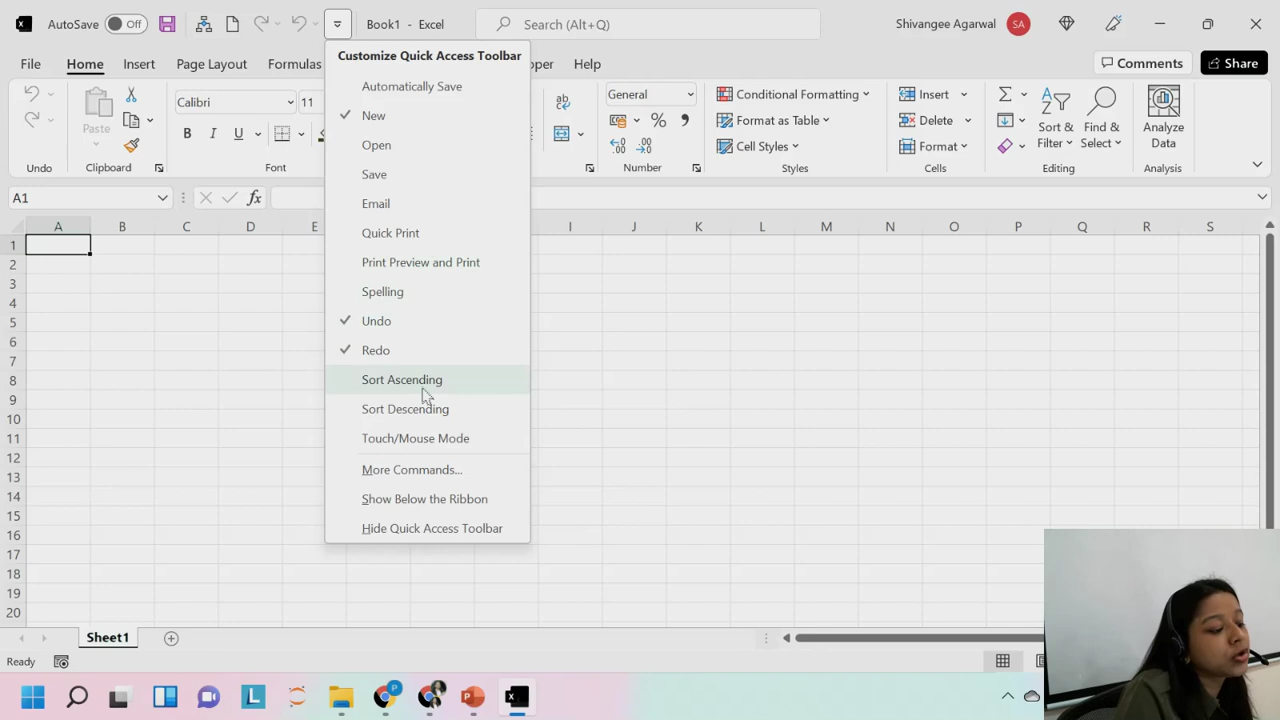 AutoSave Off Book1 - Excel Search (Alt+Q) Shivangee Agarwal SA
File Home Insert Page Layout Formulas oper Help Comments Share
Customize Quick Access Toolbar
Automatically Save
New
Open
Save
Email
Quick Print
Print Preview and Print
Spelling
Undo
Redo
Sort Ascending
Sort Descending
Touch/Mouse Mode
More Commands...
Show Below the Ribbon
Hide Quick Access Toolbar
Paste
Calibri 11
B I U
ab
General
% ,
Conditional Formatting
Format as Table
Cell Styles
Insert
Delete
Format
Sort &
Filter
Find &
Select
Analyze
Data
Undo Clipboard Font Number Styles Cells Editing Analysis
A1 fx
A B C D E I J K L M N O P Q R S
1
2
3
4
5
6
7
8
9
10
11
12
13
14
15
16
17
18
19
20
Sheet1
Ready